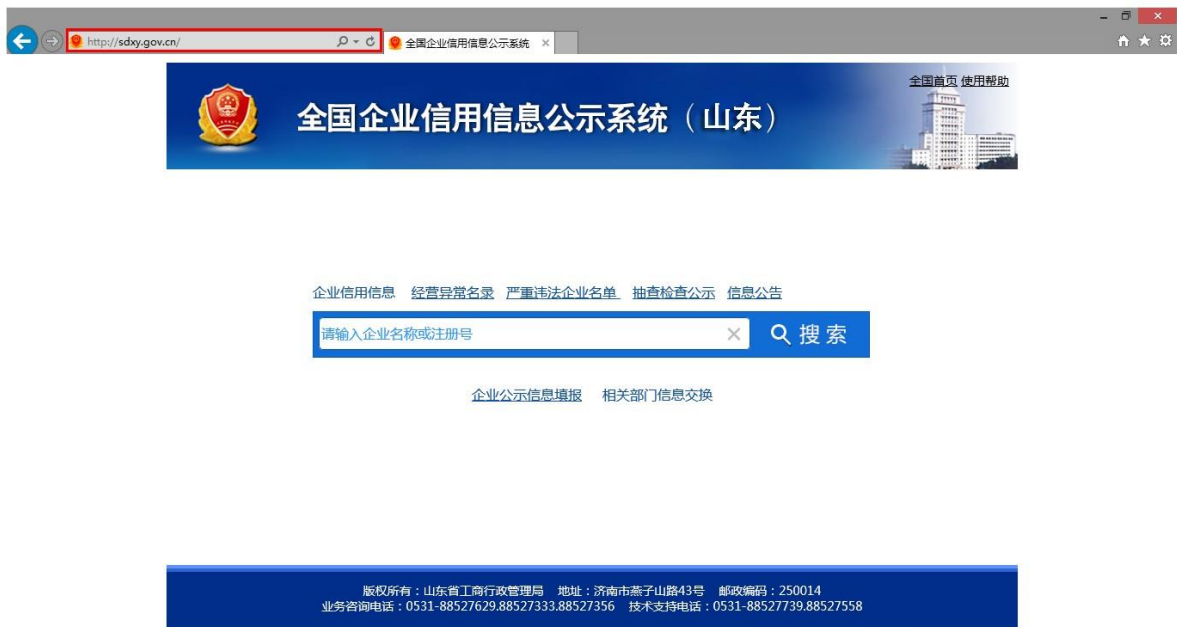 http://sdxy.gov.cn/
全国企业信用信息公示系统
全国首页 使用帮助
全国企业信用信息公示系统（山东）
企业信用信息 经营异常名录 严重违法企业名单 抽查检查公示 信息公告
请输入企业名称或注册号
搜索
企业公示信息填报 相关部门信息交换
版权所有：山东省工商行政管理局 地址：济南市燕子山路43号 邮政编码：250014
业务咨询电话：0531-88527629.88527333.88527356 技术支持电话：0531-88527739.88527558